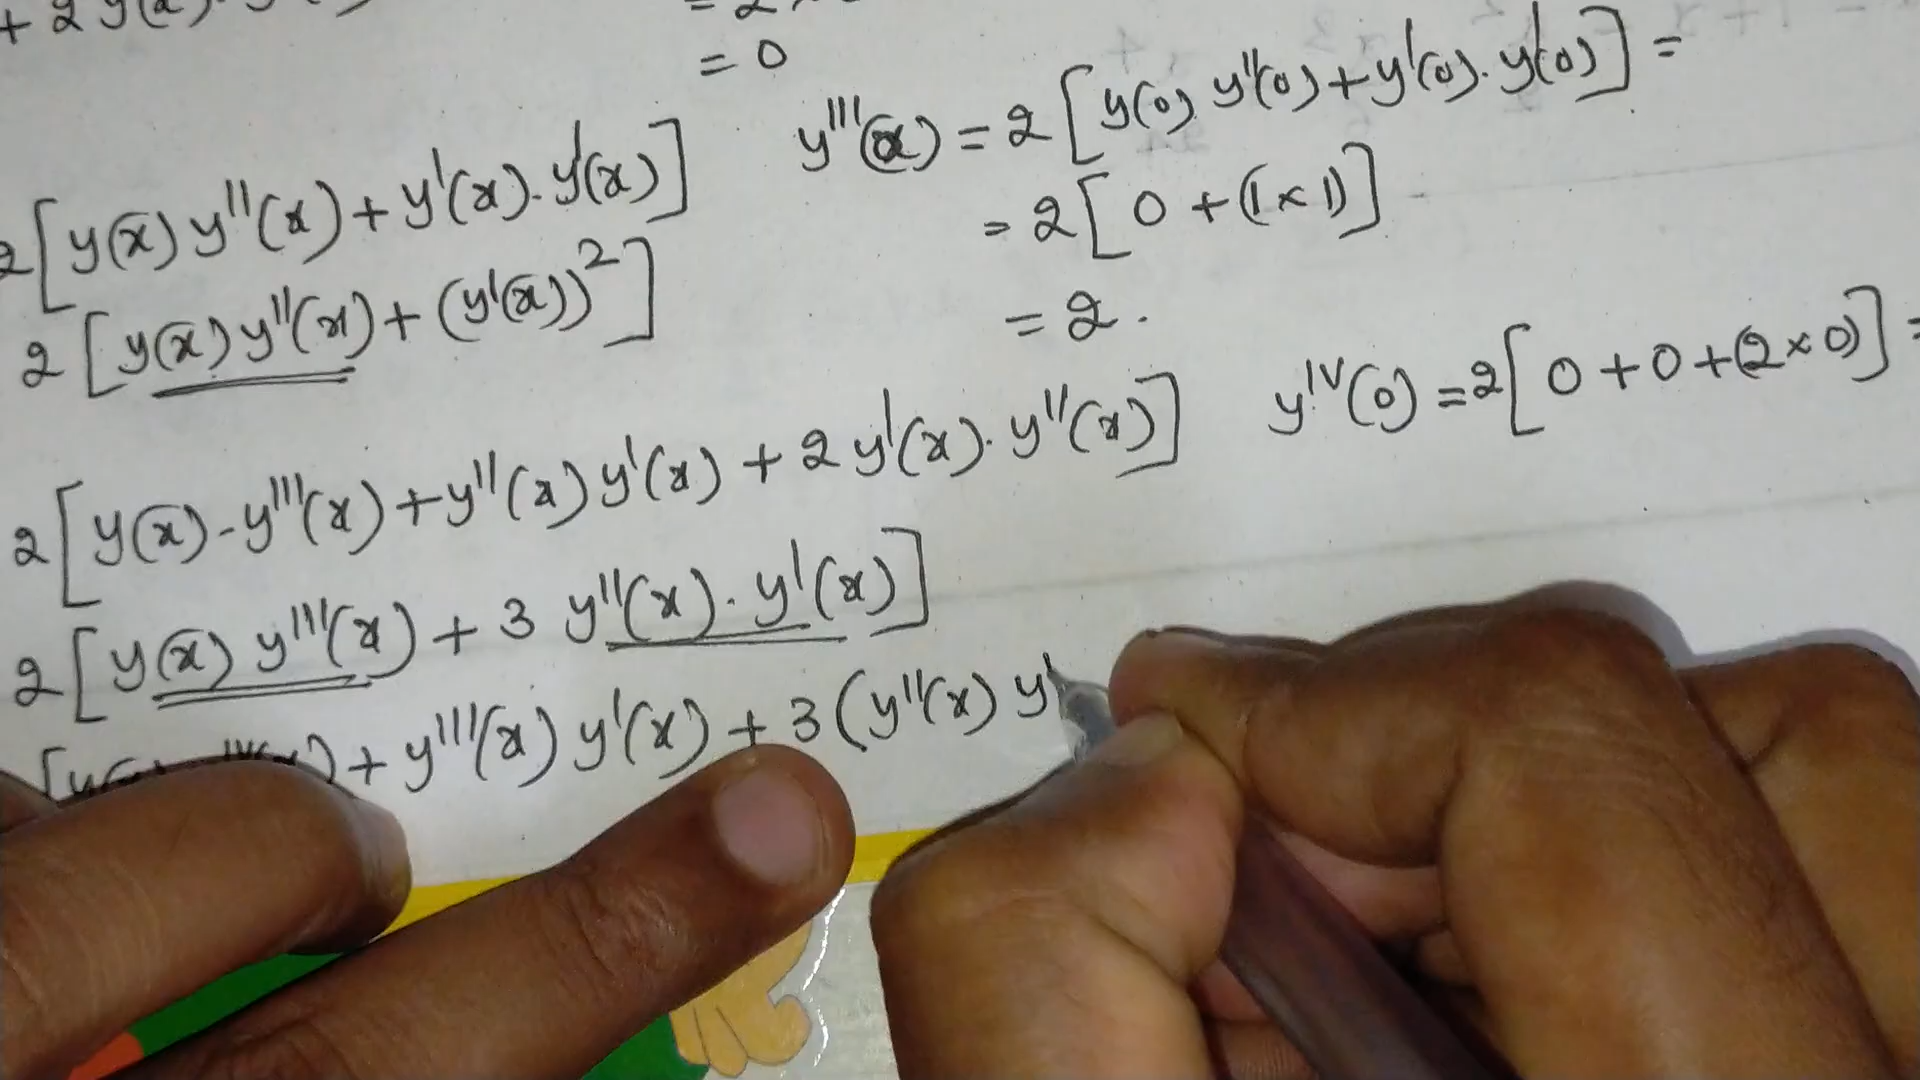 = 0
y'''(x) = 2[y(0) y''(0) + y'(0). y'(0)] =
2[y(x) y''(x) + y'(x). y'(x)]
= 2[0 + (1 x 1)]
2[y(x) y''(x) + (y'(x))²]
= 2.
y^IV(0) = 2[0 + 0 + (2 x 0)] =
2[y(x) - y'''(x) + y''(x) y'(x) + 2 y'(x). y''(x)]
2[y(x) y'''(x) + 3 y''(x). y'(x)]
+ y'''(x) y'(x) + 3 (y''(x) y'